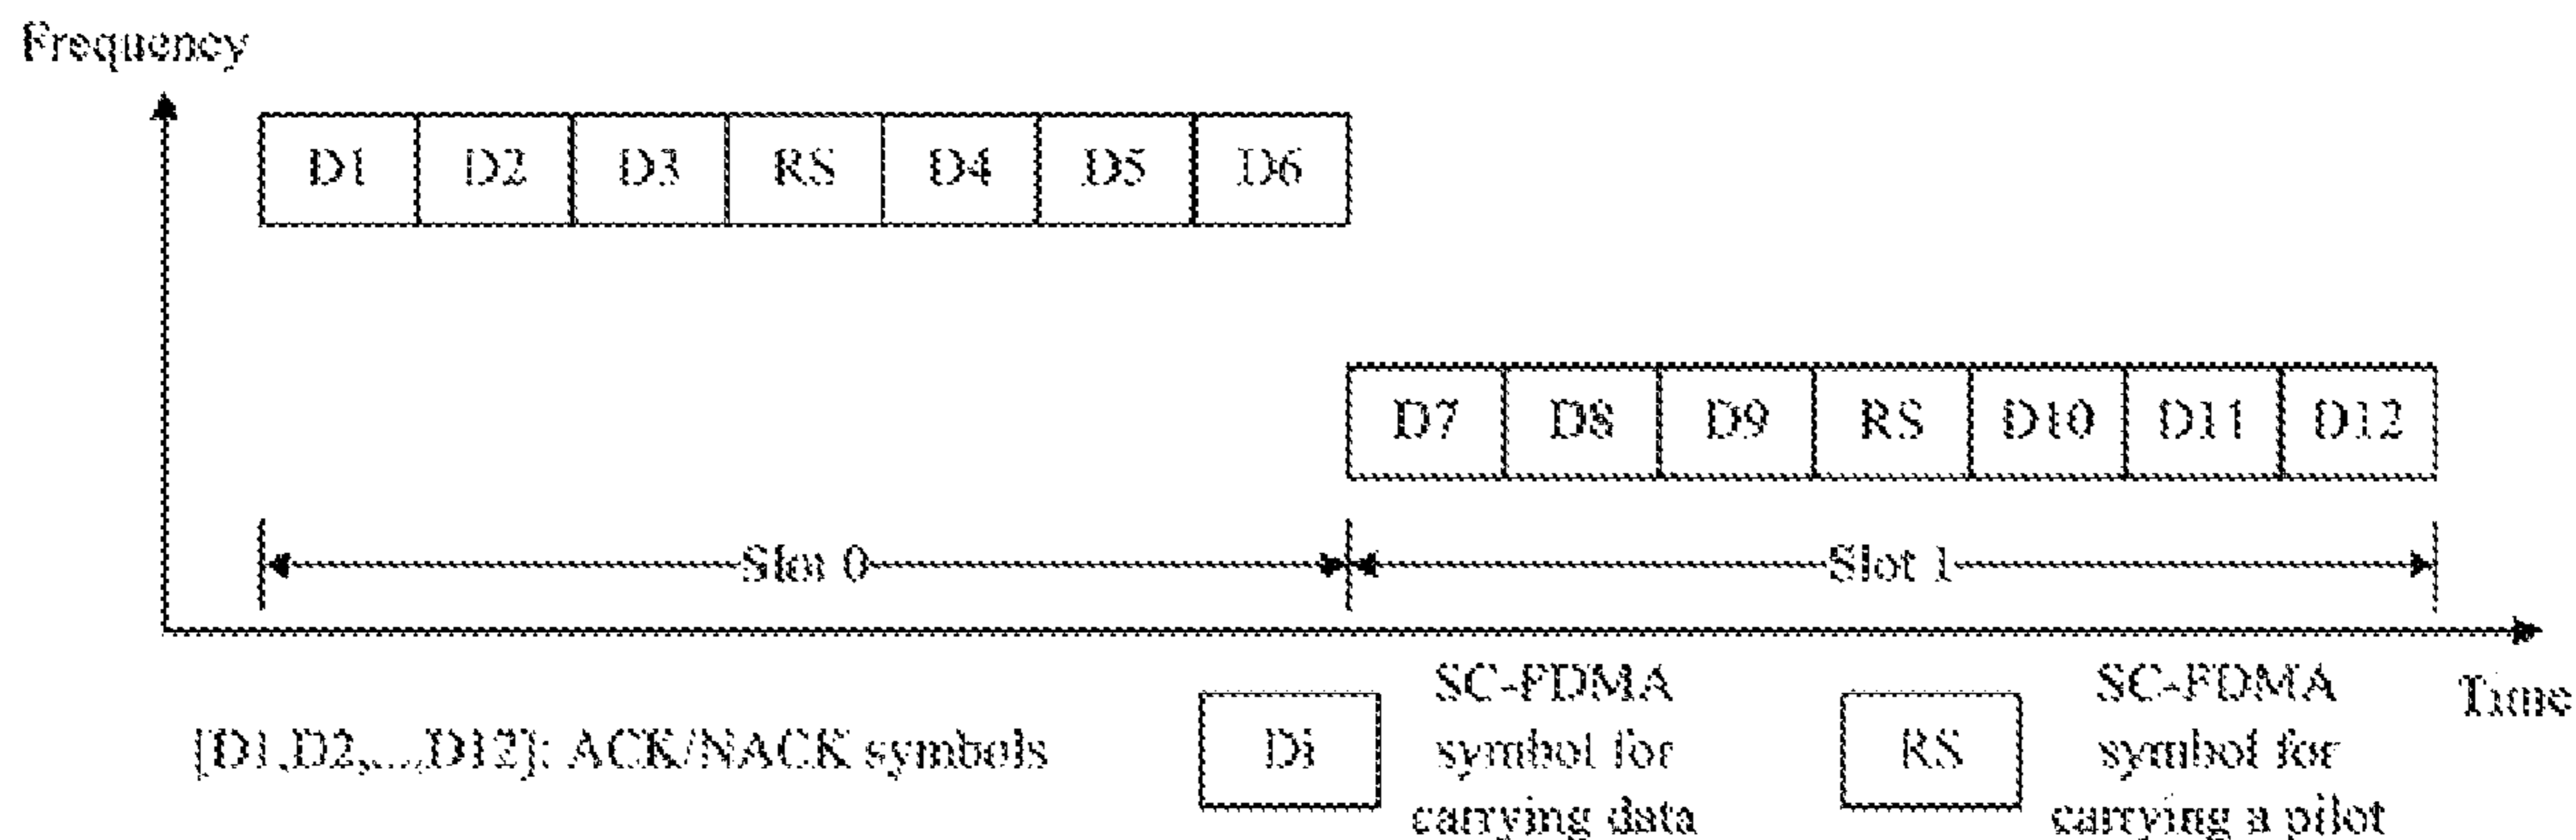 Frequency
D1 D2 D3 RS D4 D5 D6
D7 D8 D9 RS D10 D11 D12
Slot 0 Slot 1
Time
[D1,D2,...,D12]: ACK/NACK symbols
Di
SC-FDMA
symbol for
carrying data
RS
SC-FDMA
symbol for
carrying a pilot